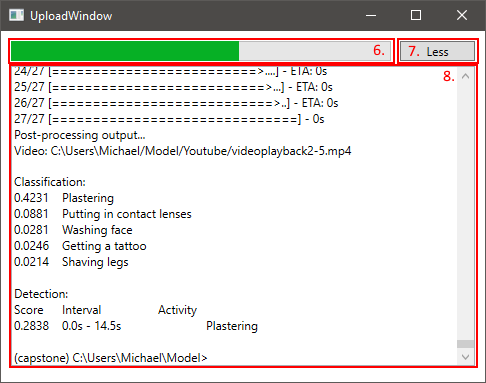 UploadWindow
6.
7. Less
8.
24/27 [==============================>....] - ETA: 0s
25/27 [===============================>...] - ETA: 0s
26/27 [================================>..] - ETA: 0s
27/27 [==================================] - 0s
Post-processing output...
Video: C:\Users\Michael/Model/Youtube/videoplayback2-5.mp4
Classification:
0.4231 Plastering
0.0881 Putting in contact lenses
0.0281 Washing face
0.0246 Getting a tattoo
0.0214 Shaving legs
Detection:
Score Interval Activity
0.2838 0.0s - 14.5s Plastering
(capstone) C:\Users\Michael\Model>